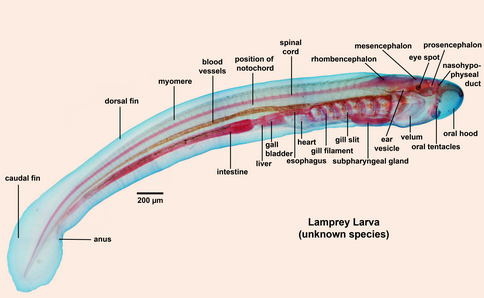 prosencephalon
mesencephalon
eye spot
nasohypo-
physeal
duct
spinal
cord
rhombencephalon
position of
notochord
blood
vessels
myomere
dorsal fin
caudal fin
oral hood
velum
oral tentacles
ear
vesicle
gill slit
subpharyngeal gland
gill filament
heart
esophagus
gall
bladder
liver
intestine
200 µm
anus
Lamprey Larva
(unknown species)